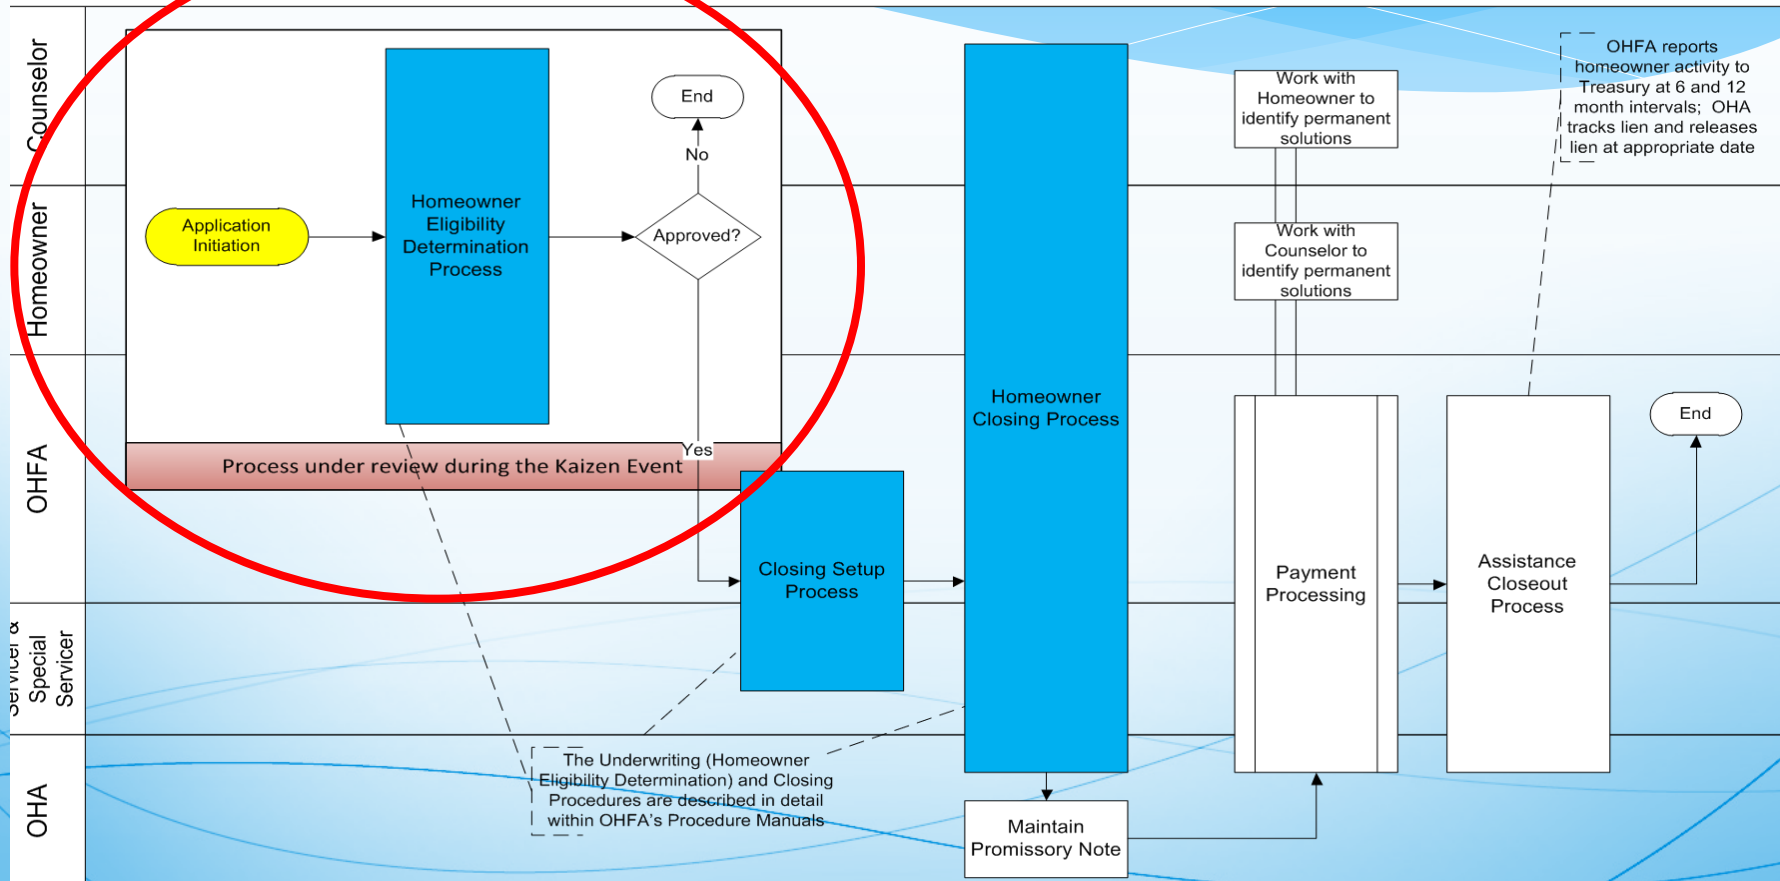 Counselor
Homeowner
OHFA
Servicer &
Special
Servicer
OHA
Application
Initiation
Homeowner
Eligibility
Determination
Process
End
No
Approved?
Yes
Process under review during the Kaizen Event
Closing Setup
Process
Homeowner
Closing Process
Maintain
Promissory Note
Work with
Homeowner to
identify permanent
solutions
Work with
Counselor to
identify permanent
solutions
Payment
Processing
Assistance
Closeout
Process
End
OHFA reports
homeowner activity to
Treasury at 6 and 12
month intervals; OHA
tracks lien and releases
lien at appropriate date
The Underwriting (Homeowner
Eligibility Determination) and Closing
Procedures are described in detail
within OHFA's Procedure Manuals